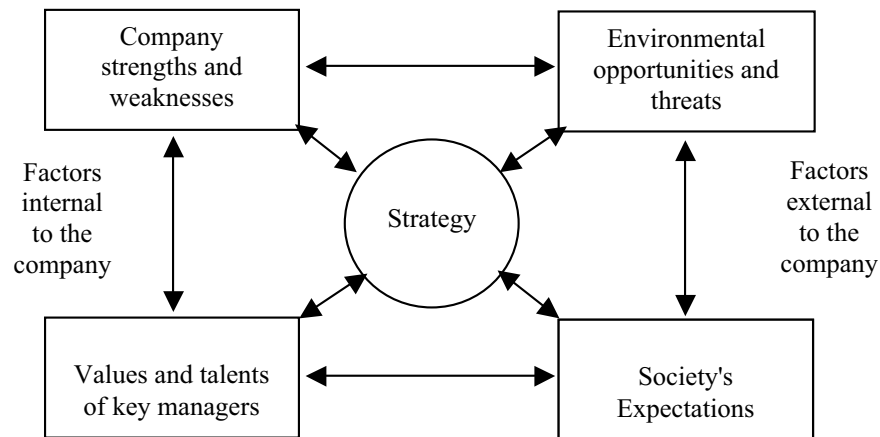 Company
strengths and
weaknesses
Environmental
opportunities and
threats
Factors
internal
to the
company
Strategy
Factors
external
to the
company
Values and talents
of key managers
Society's
Expectations